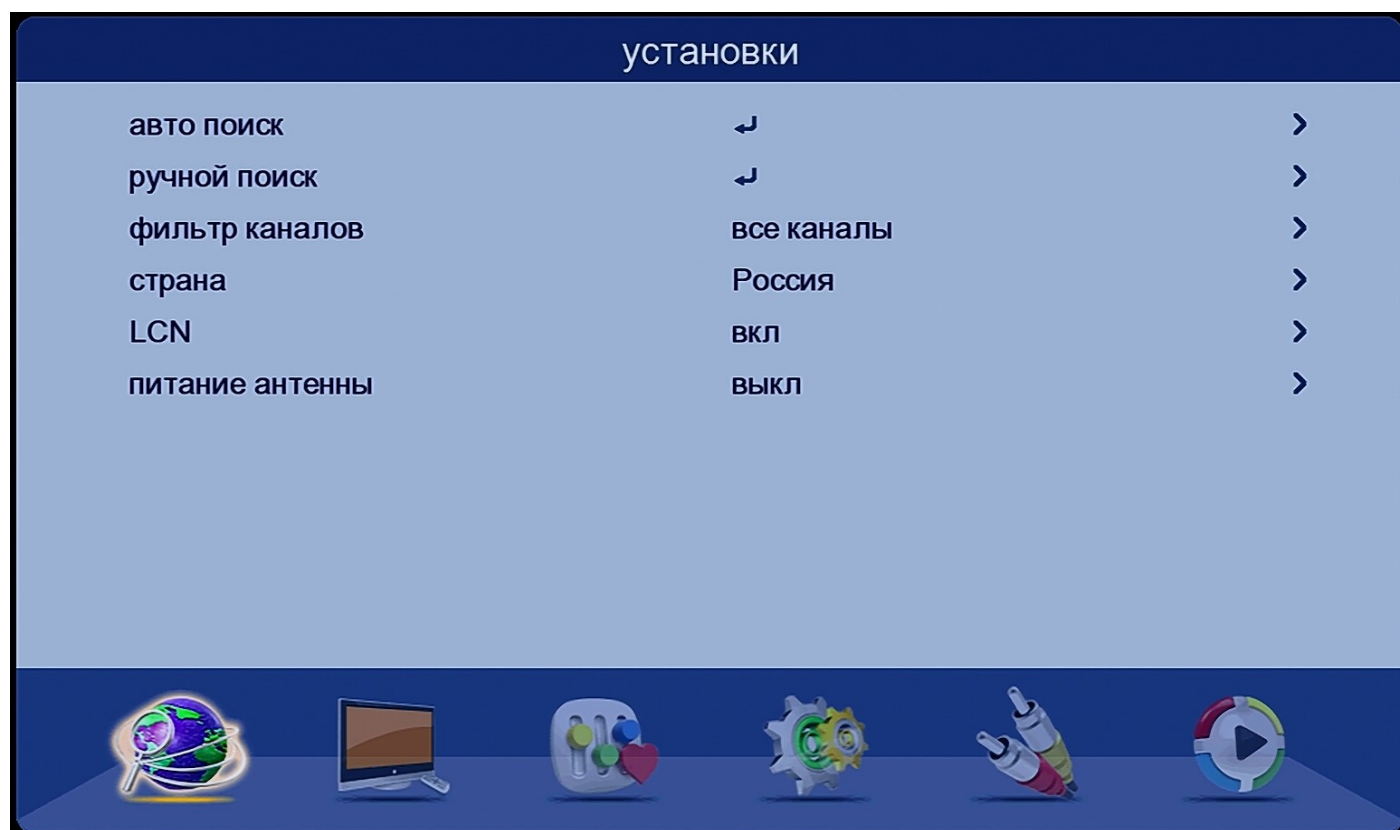 установки
авто поиск
ручной поиск
фильтр каналов все каналы
страна Россия
LCN вкл
питание антенны выкл